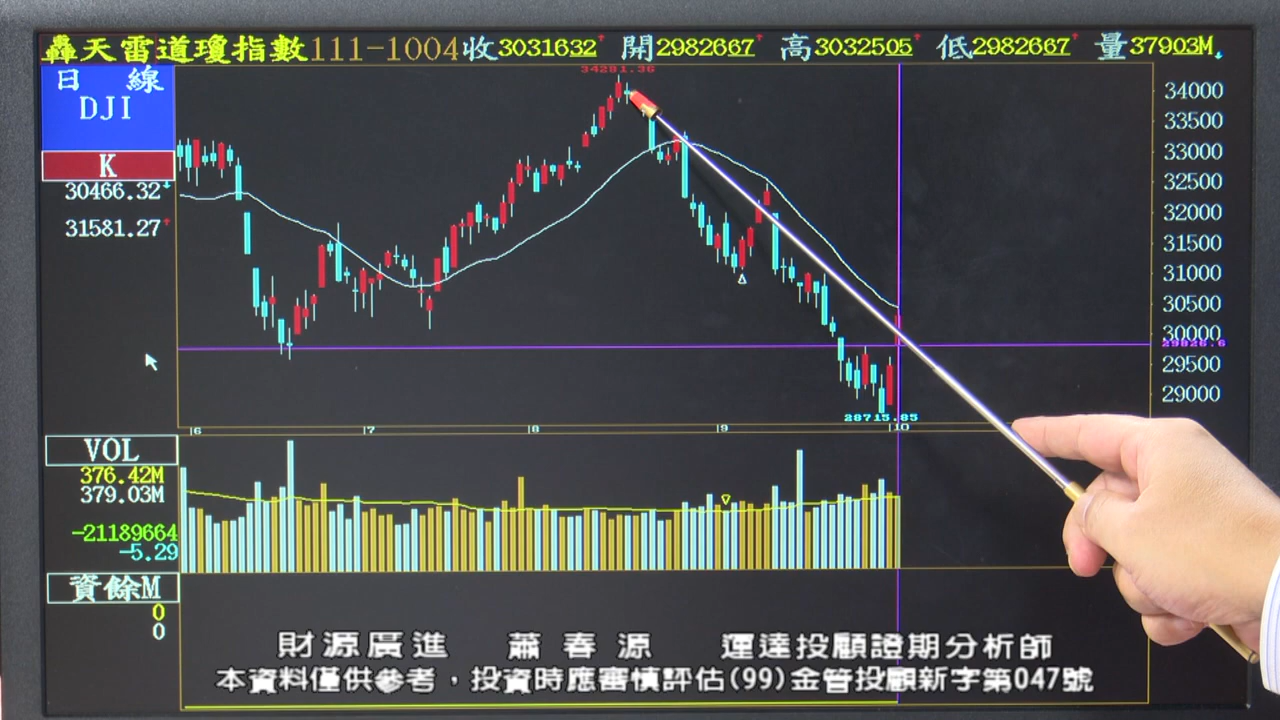 轟天雷道瓊指數111-1004收3031632↑ 開2982667↑ 高3032505↑ 低2982667↑ 量37903M↓
日 線
DJI
K
30466.32↓
31581.27↑
34281.36
34000
33500
33000
32500
32000
31500
31000
30500
30000
29826.6
29500
29000
28715.85
6 7 8 9 10
VOL
376.42M
379.03M
-21189664
-5.29
資餘M
0
0
財源廣進 蕭春源 運達投顧證期分析師
本資料僅供參考，投資時應審慎評估(99)金管投顧新字第047號